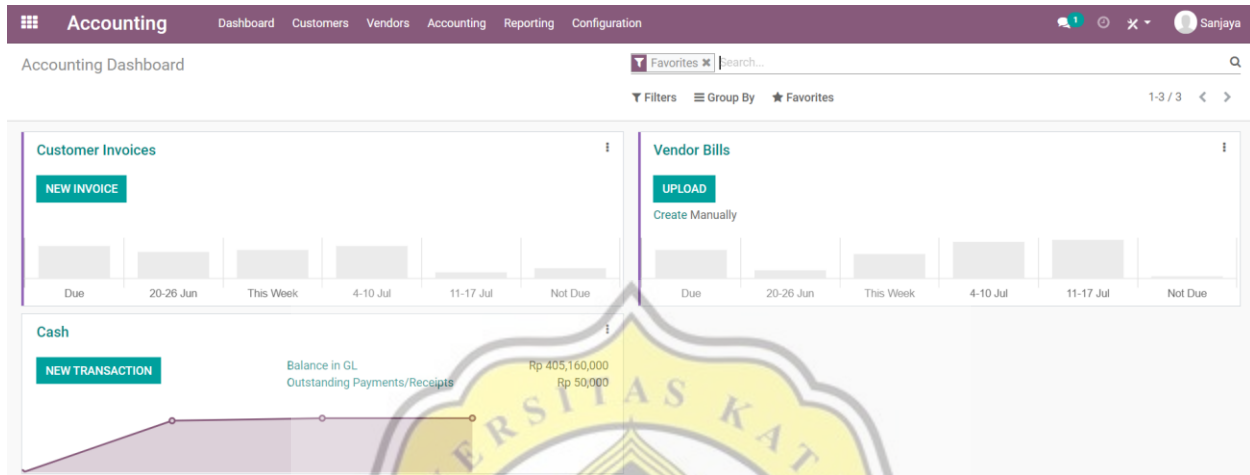 Accounting Dashboard Customers Vendors Accounting Reporting Configuration 1 Sanjaya
Accounting Dashboard
Favorites Search...
Filters Group By Favorites 1-3 / 3
Customer Invoices
NEW INVOICE
Due 20-26 Jun This Week 4-10 Jul 11-17 Jul Not Due
Vendor Bills
UPLOAD
Create Manually
Due 20-26 Jun This Week 4-10 Jul 11-17 Jul Not Due
Cash
NEW TRANSACTION
Balance in GL Rp 405,160,000
Outstanding Payments/Receipts Rp 50,000
ERSITAS KAT